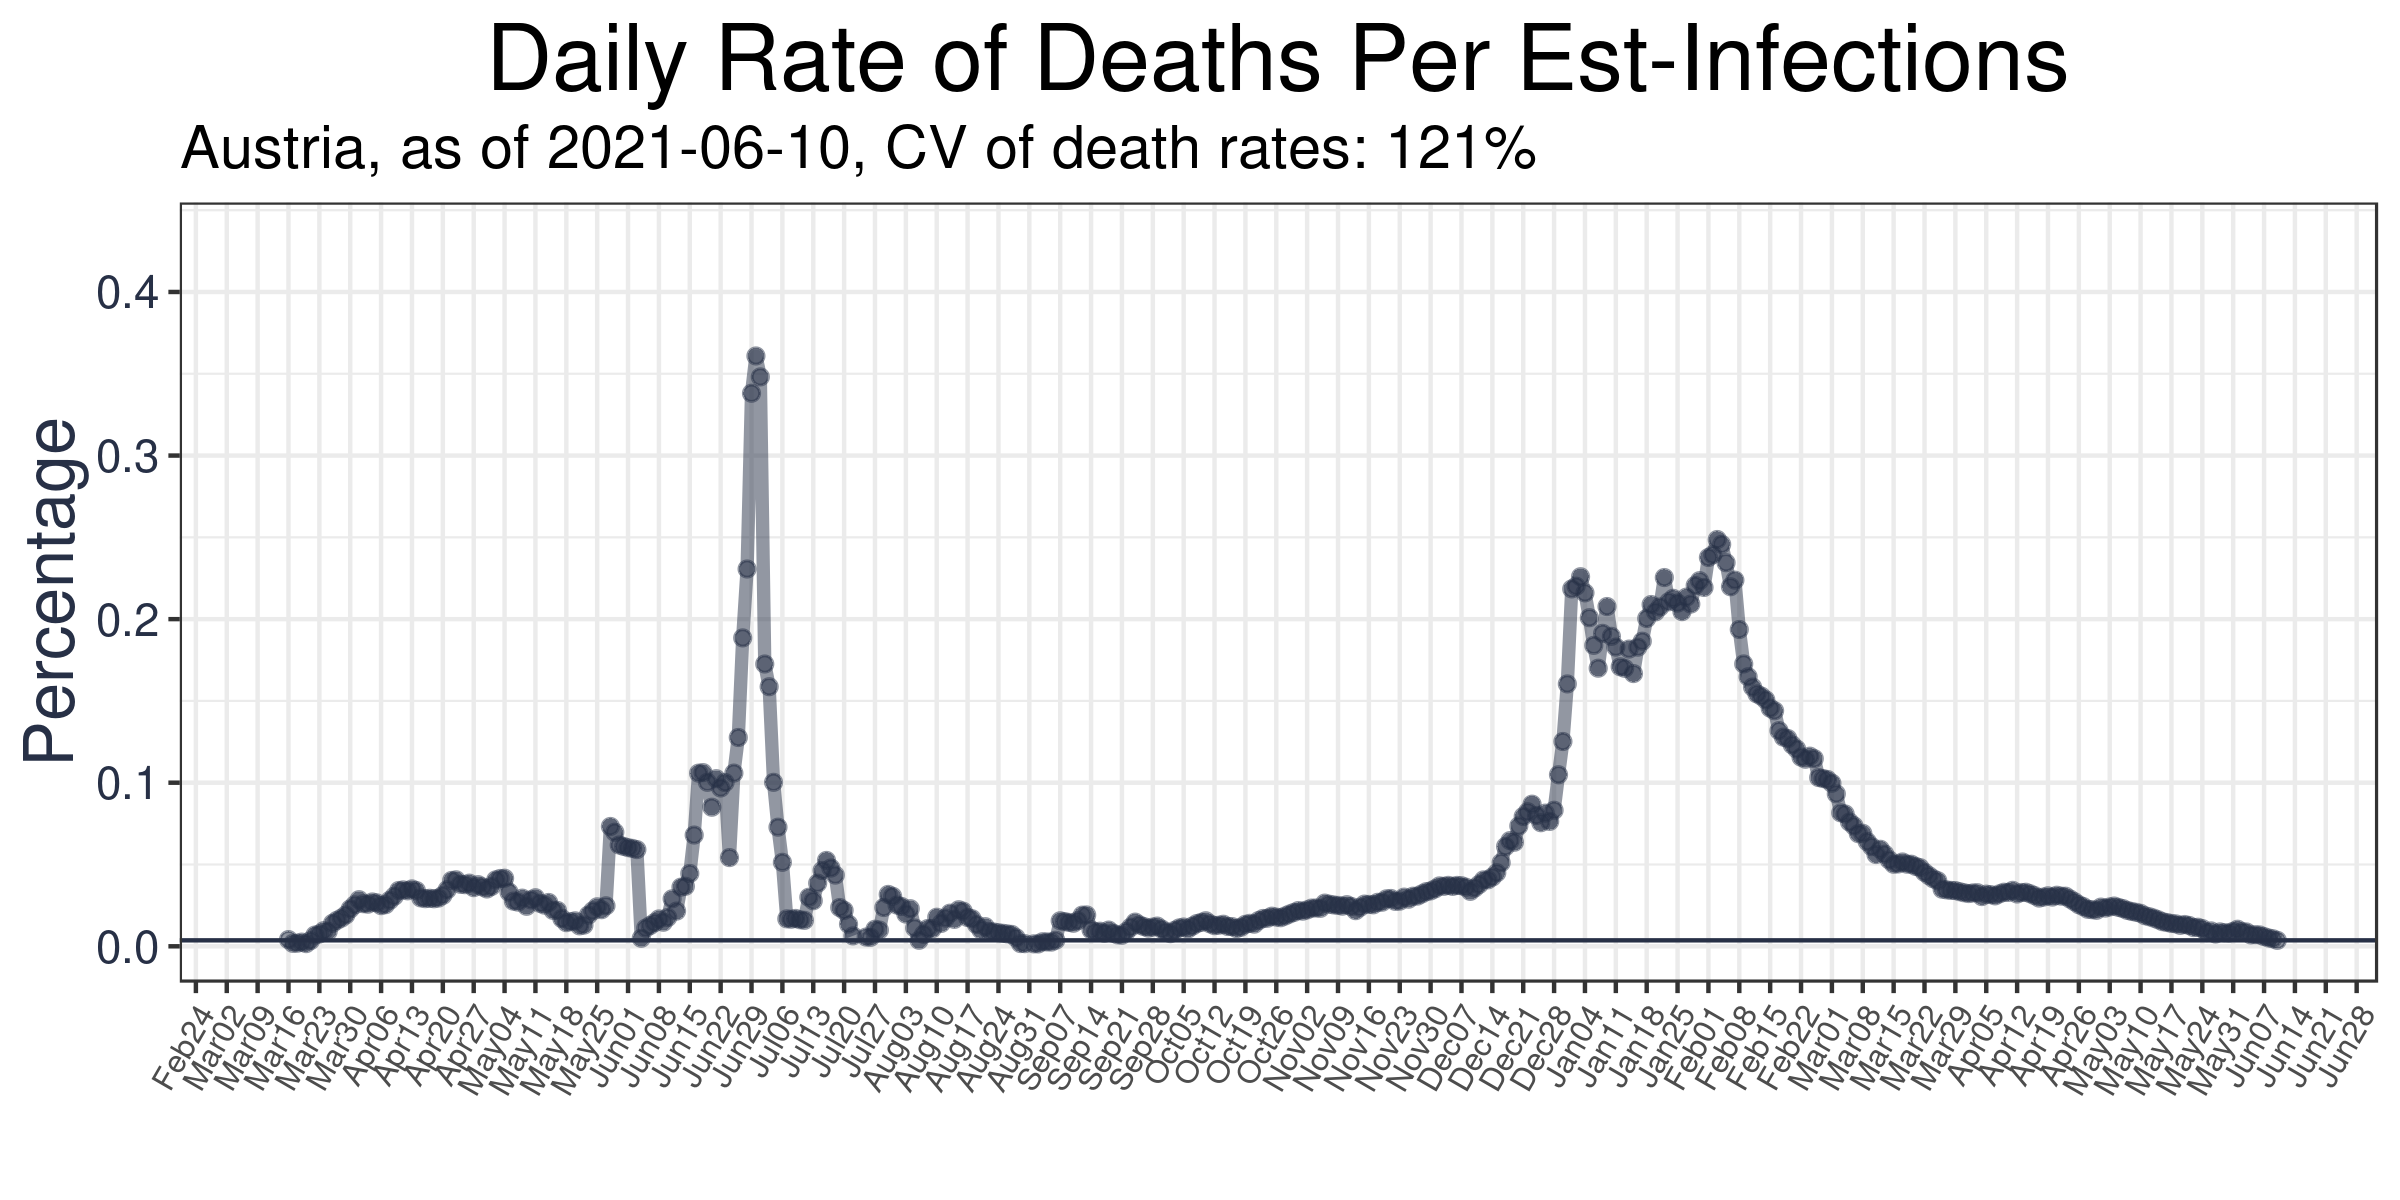 Daily Rate of Deaths Per Est-Infections
Austria, as of 2021-06-10, CV of death rates: 121%
Percentage
0.4
0.3
0.2
0.1
0.0
Feb24
Mar02
Mar09
Mar16
Mar23
Mar30
Apr06
Apr13
Apr20
Apr27
May04
May11
May18
May25
Jun01
Jun08
Jun15
Jun22
Jun29
Jul06
Jul13
Jul20
Jul27
Aug03
Aug10
Aug17
Aug24
Aug31
Sep07
Sep14
Sep21
Sep28
Oct05
Oct12
Oct19
Oct26
Nov02
Nov09
Nov16
Nov23
Nov30
Dec07
Dec14
Dec21
Dec28
Jan04
Jan11
Jan18
Jan25
Feb01
Feb08
Feb15
Feb22
Mar01
Mar08
Mar15
Mar22
Mar29
Apr05
Apr12
Apr19
Apr26
May03
May10
May17
May24
May31
Jun07
Jun14
Jun21
Jun28